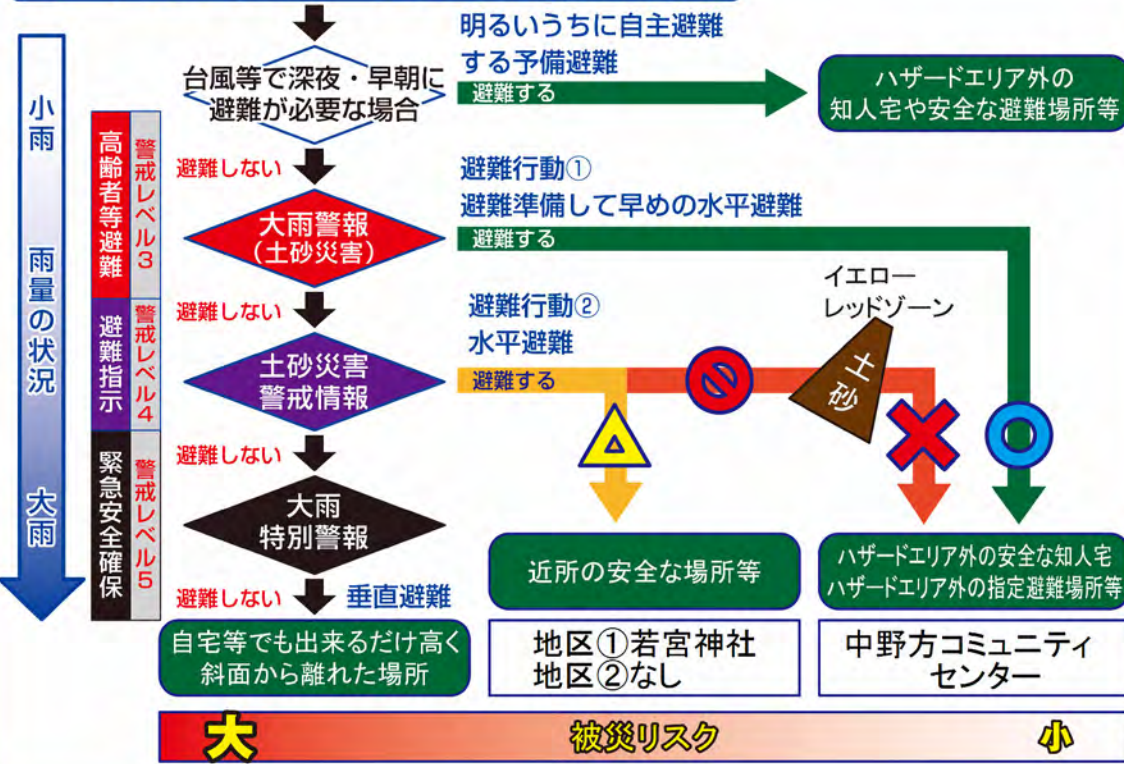 明るいうちに自主避難
する予備避難
台風等で深夜・早朝に
避難が必要な場合
避難する
ハザードエリア外の
知人宅や安全な避難場所等
小雨
雨量の状況
大雨
高齢者等避難
警戒レベル3
避難しない
避難行動①
避難準備して早めの水平避難
大雨警報
(土砂災害)
避難する
イエロー
レッドゾーン
避難指示
警戒レベル4
避難しない
避難行動②
水平避難
土砂災害
警戒情報
避難する
土砂
緊急安全確保
警戒レベル5
避難しない
大雨
特別警報
避難しない
垂直避難
自宅等でも出来るだけ高く
斜面から離れた場所
近所の安全な場所等
ハザードエリア外の安全な知人宅
ハザードエリア外の指定避難場所等
地区①若宮神社
地区②なし
中野方コミュニティ
センター
大
被災リスク
小